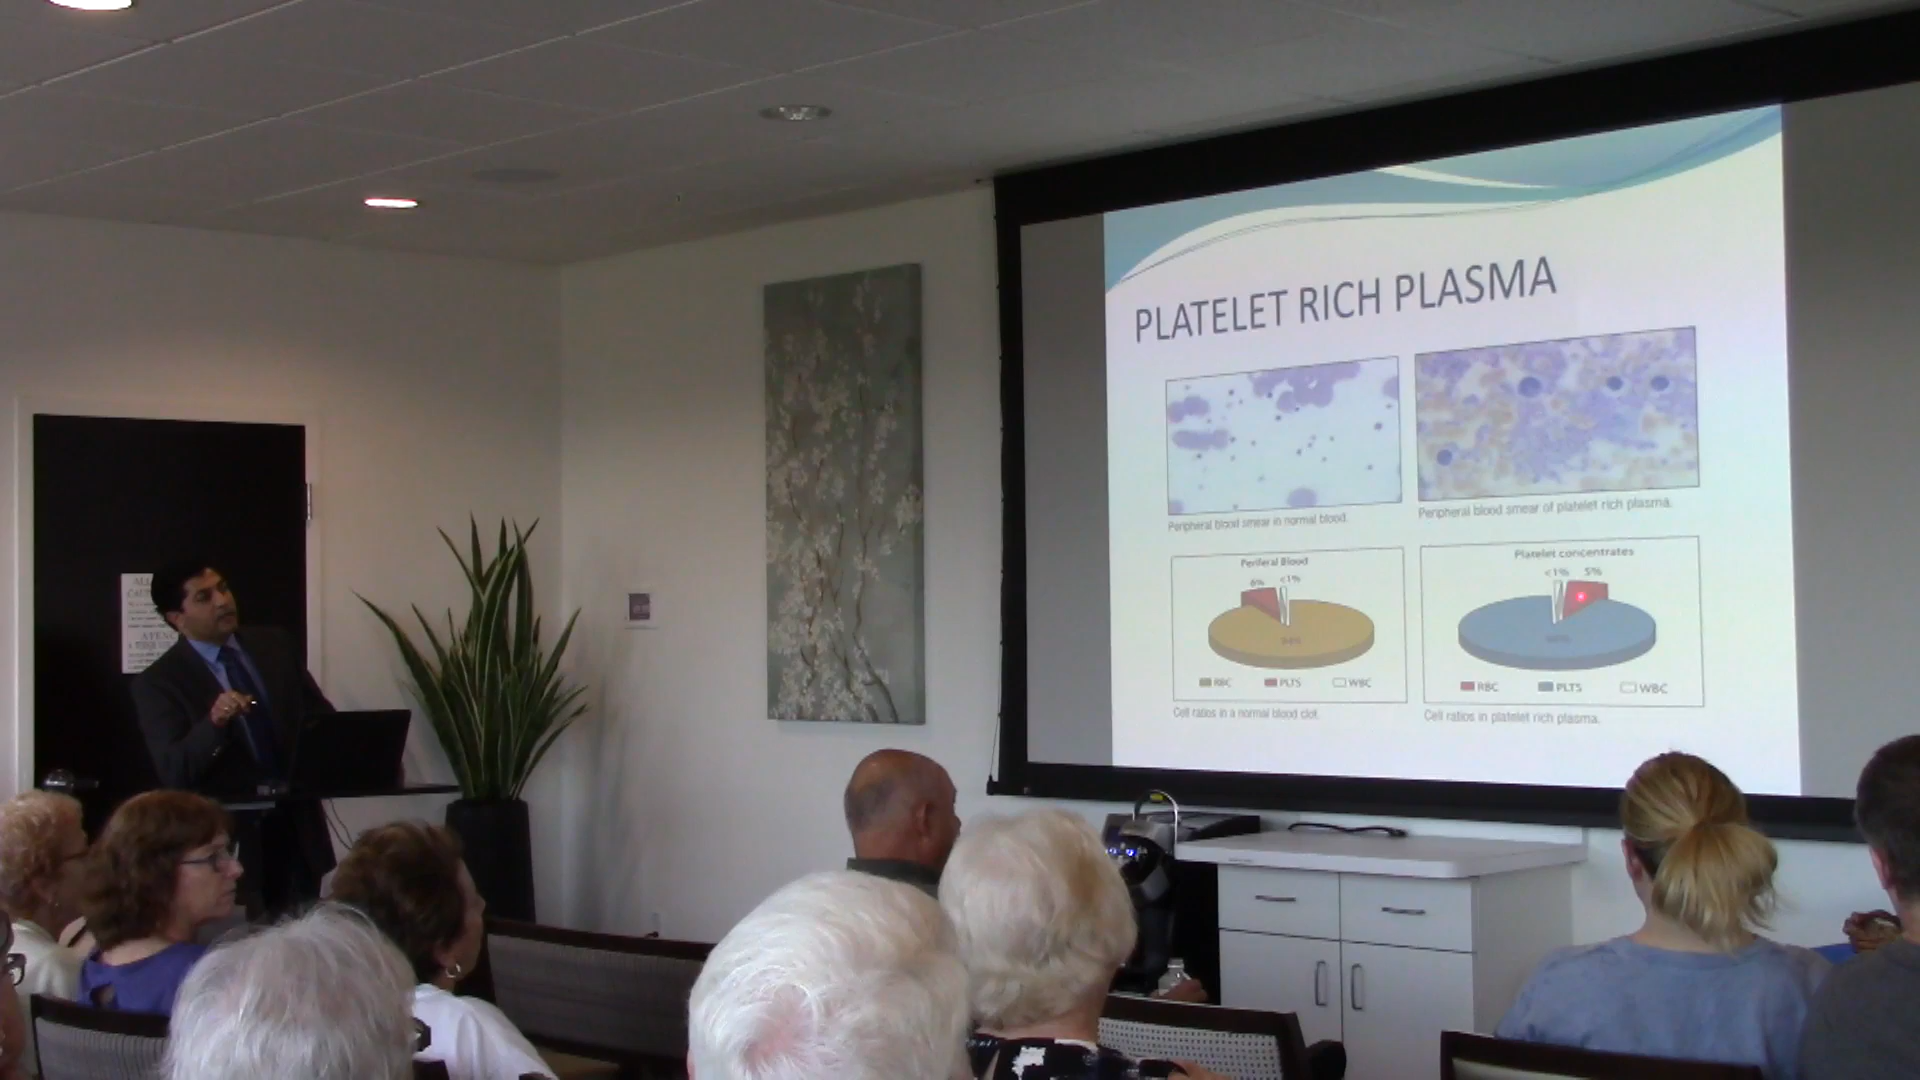 PLATELET RICH PLASMA
Peripheral blood smear in normal blood.
Peripheral blood smear of platelet rich plasma.
Periferal Blood
6% <1%
94%
RBC PLTS WBC
Cell ratios in a normal blood clot.
Platelet concentrates
<1% 5%
RBC PLTS WBC
Cell ratios in platelet rich plasma.